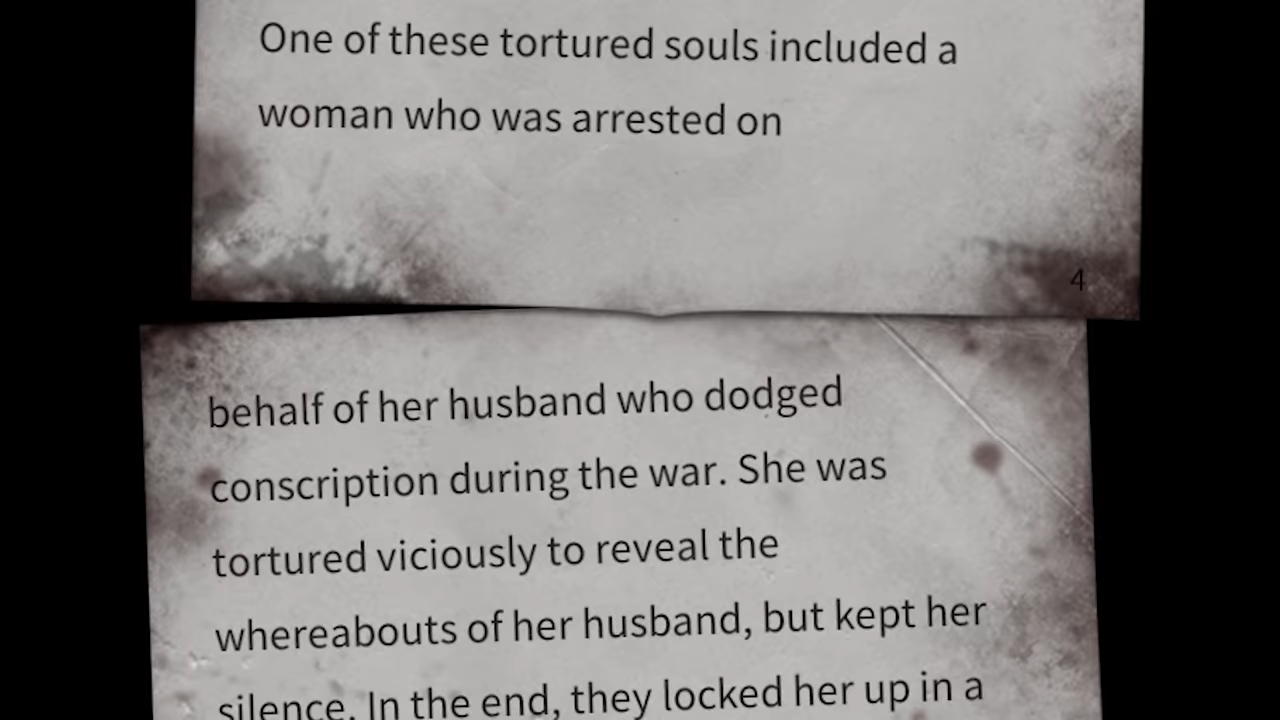 One of these tortured souls included a
woman who was arrested on
4
behalf of her husband who dodged
conscription during the war. She was
tortured viciously to reveal the
whereabouts of her husband, but kept her
silence. In the end, they locked her up in a